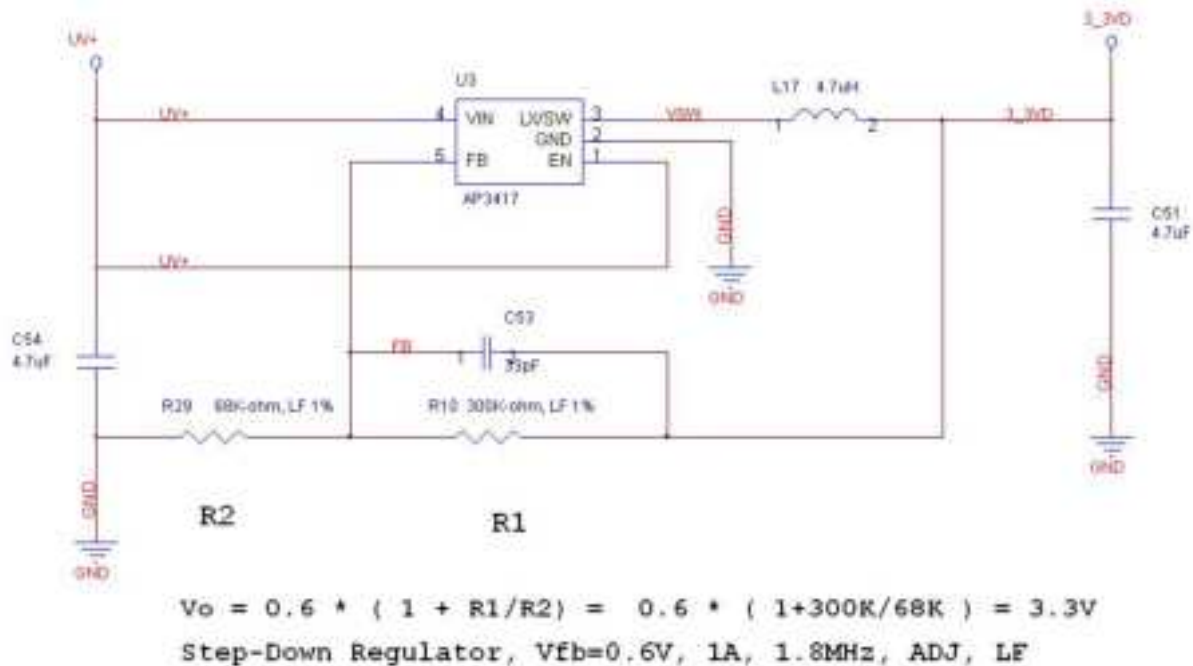 3_3VD
UV+
U3
L17 4.7uH
UV+
4
VIN
LX/SW
3
VSW
1
2
3_3VD
GND
2
5
FB
EN
1
AP3417
C51
4.7uF
GND
UV+
GND
C53
C54
4.7uF
FB
1
33pF
GND
R29 68K-ohm, LF 1%
R10 300K-ohm, LF 1%
GND
GND
R2
R1
GND
Vo = 0.6 * ( 1 + R1/R2) = 0.6 * ( 1+300K/68K ) = 3.3V
Step-Down Regulator, Vfb=0.6V, 1A, 1.8MHz, ADJ, LF